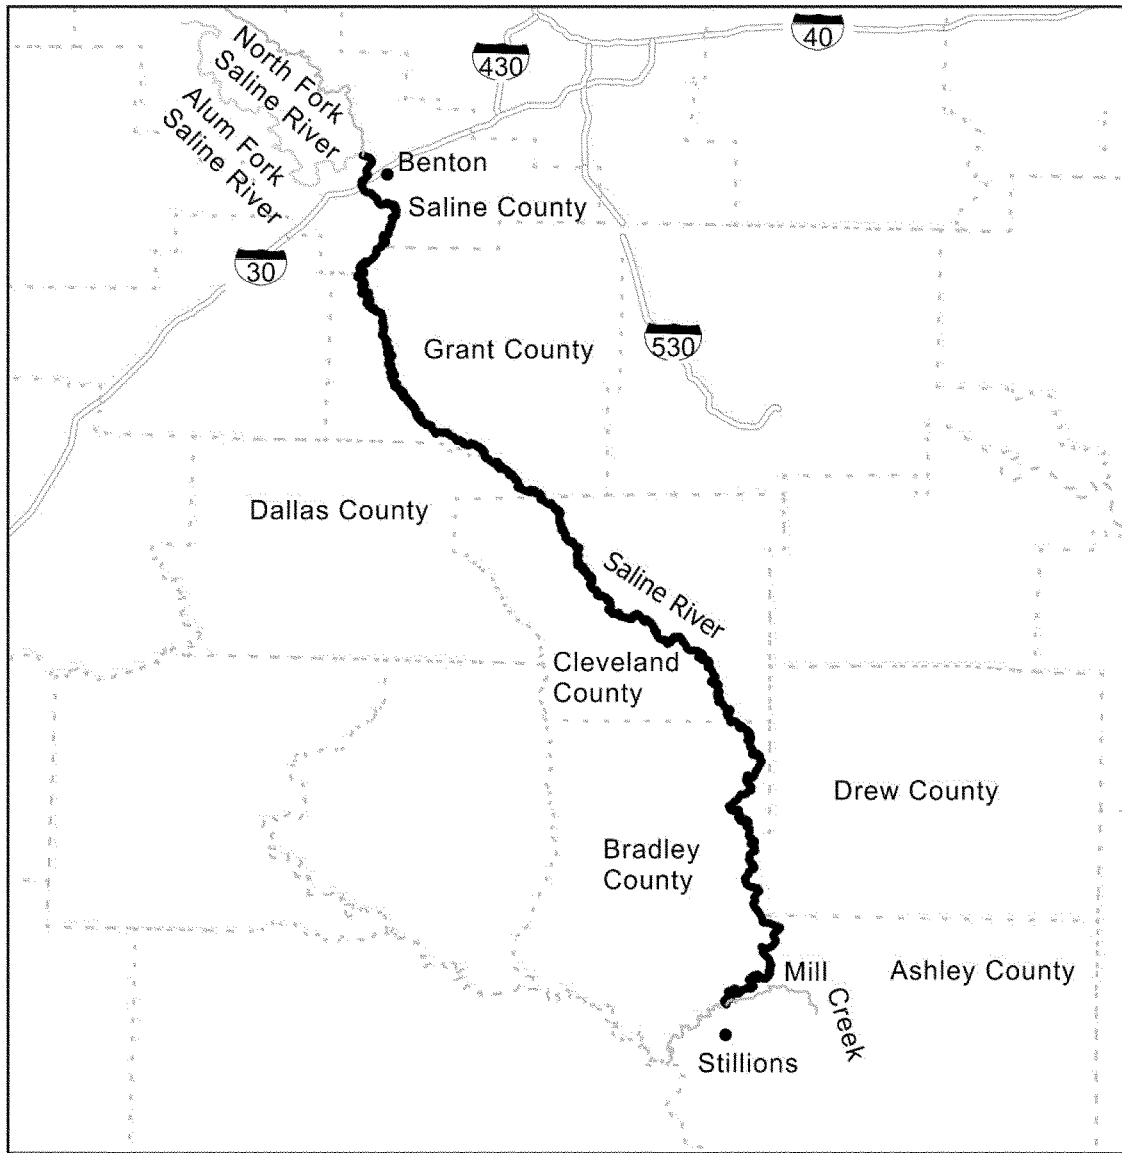 40
430
North Fork
Saline River
Alum Fork
Saline River
Benton
Saline County
30
530
Grant County
Dallas County
Saline River
Cleveland
County
Drew County
Bradley
County
Mill
Creek
Ashley County
Stillions